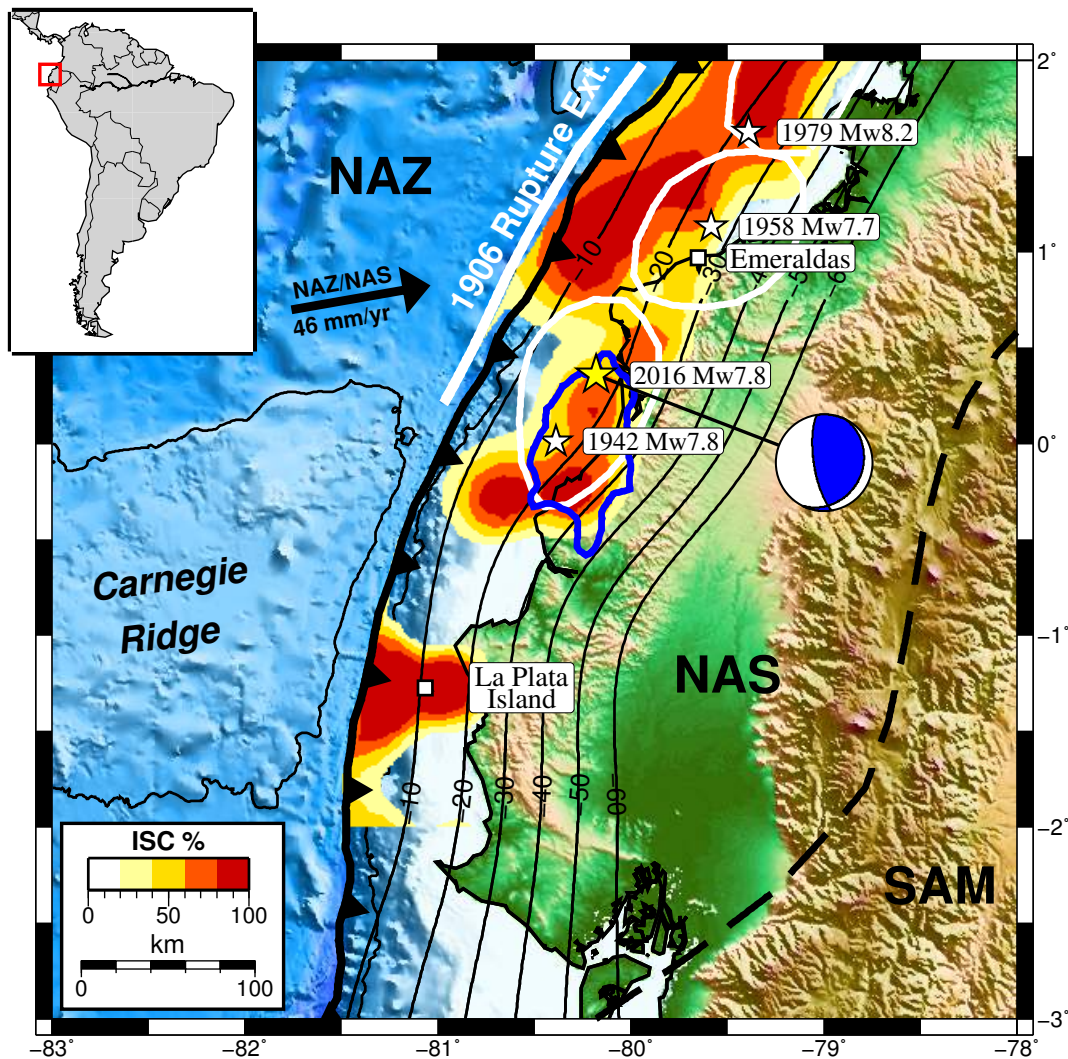 2˚
NAZ
1906 Rupture Ext.
1979 Mw8.2
1958 Mw7.7
Emeraldas
1˚
NAZ/NAS
46 mm/yr
−10
−20
−30
2016 Mw7.8
1942 Mw7.8
0˚
Carnegie
Ridge
−1˚
La Plata
Island
NAS
−10
−20
−30
−40
−50
−60
−2˚
SAM
ISC %
0
50
100
km
0
100
−3˚
−83
−82
−81
−80
−79
−78